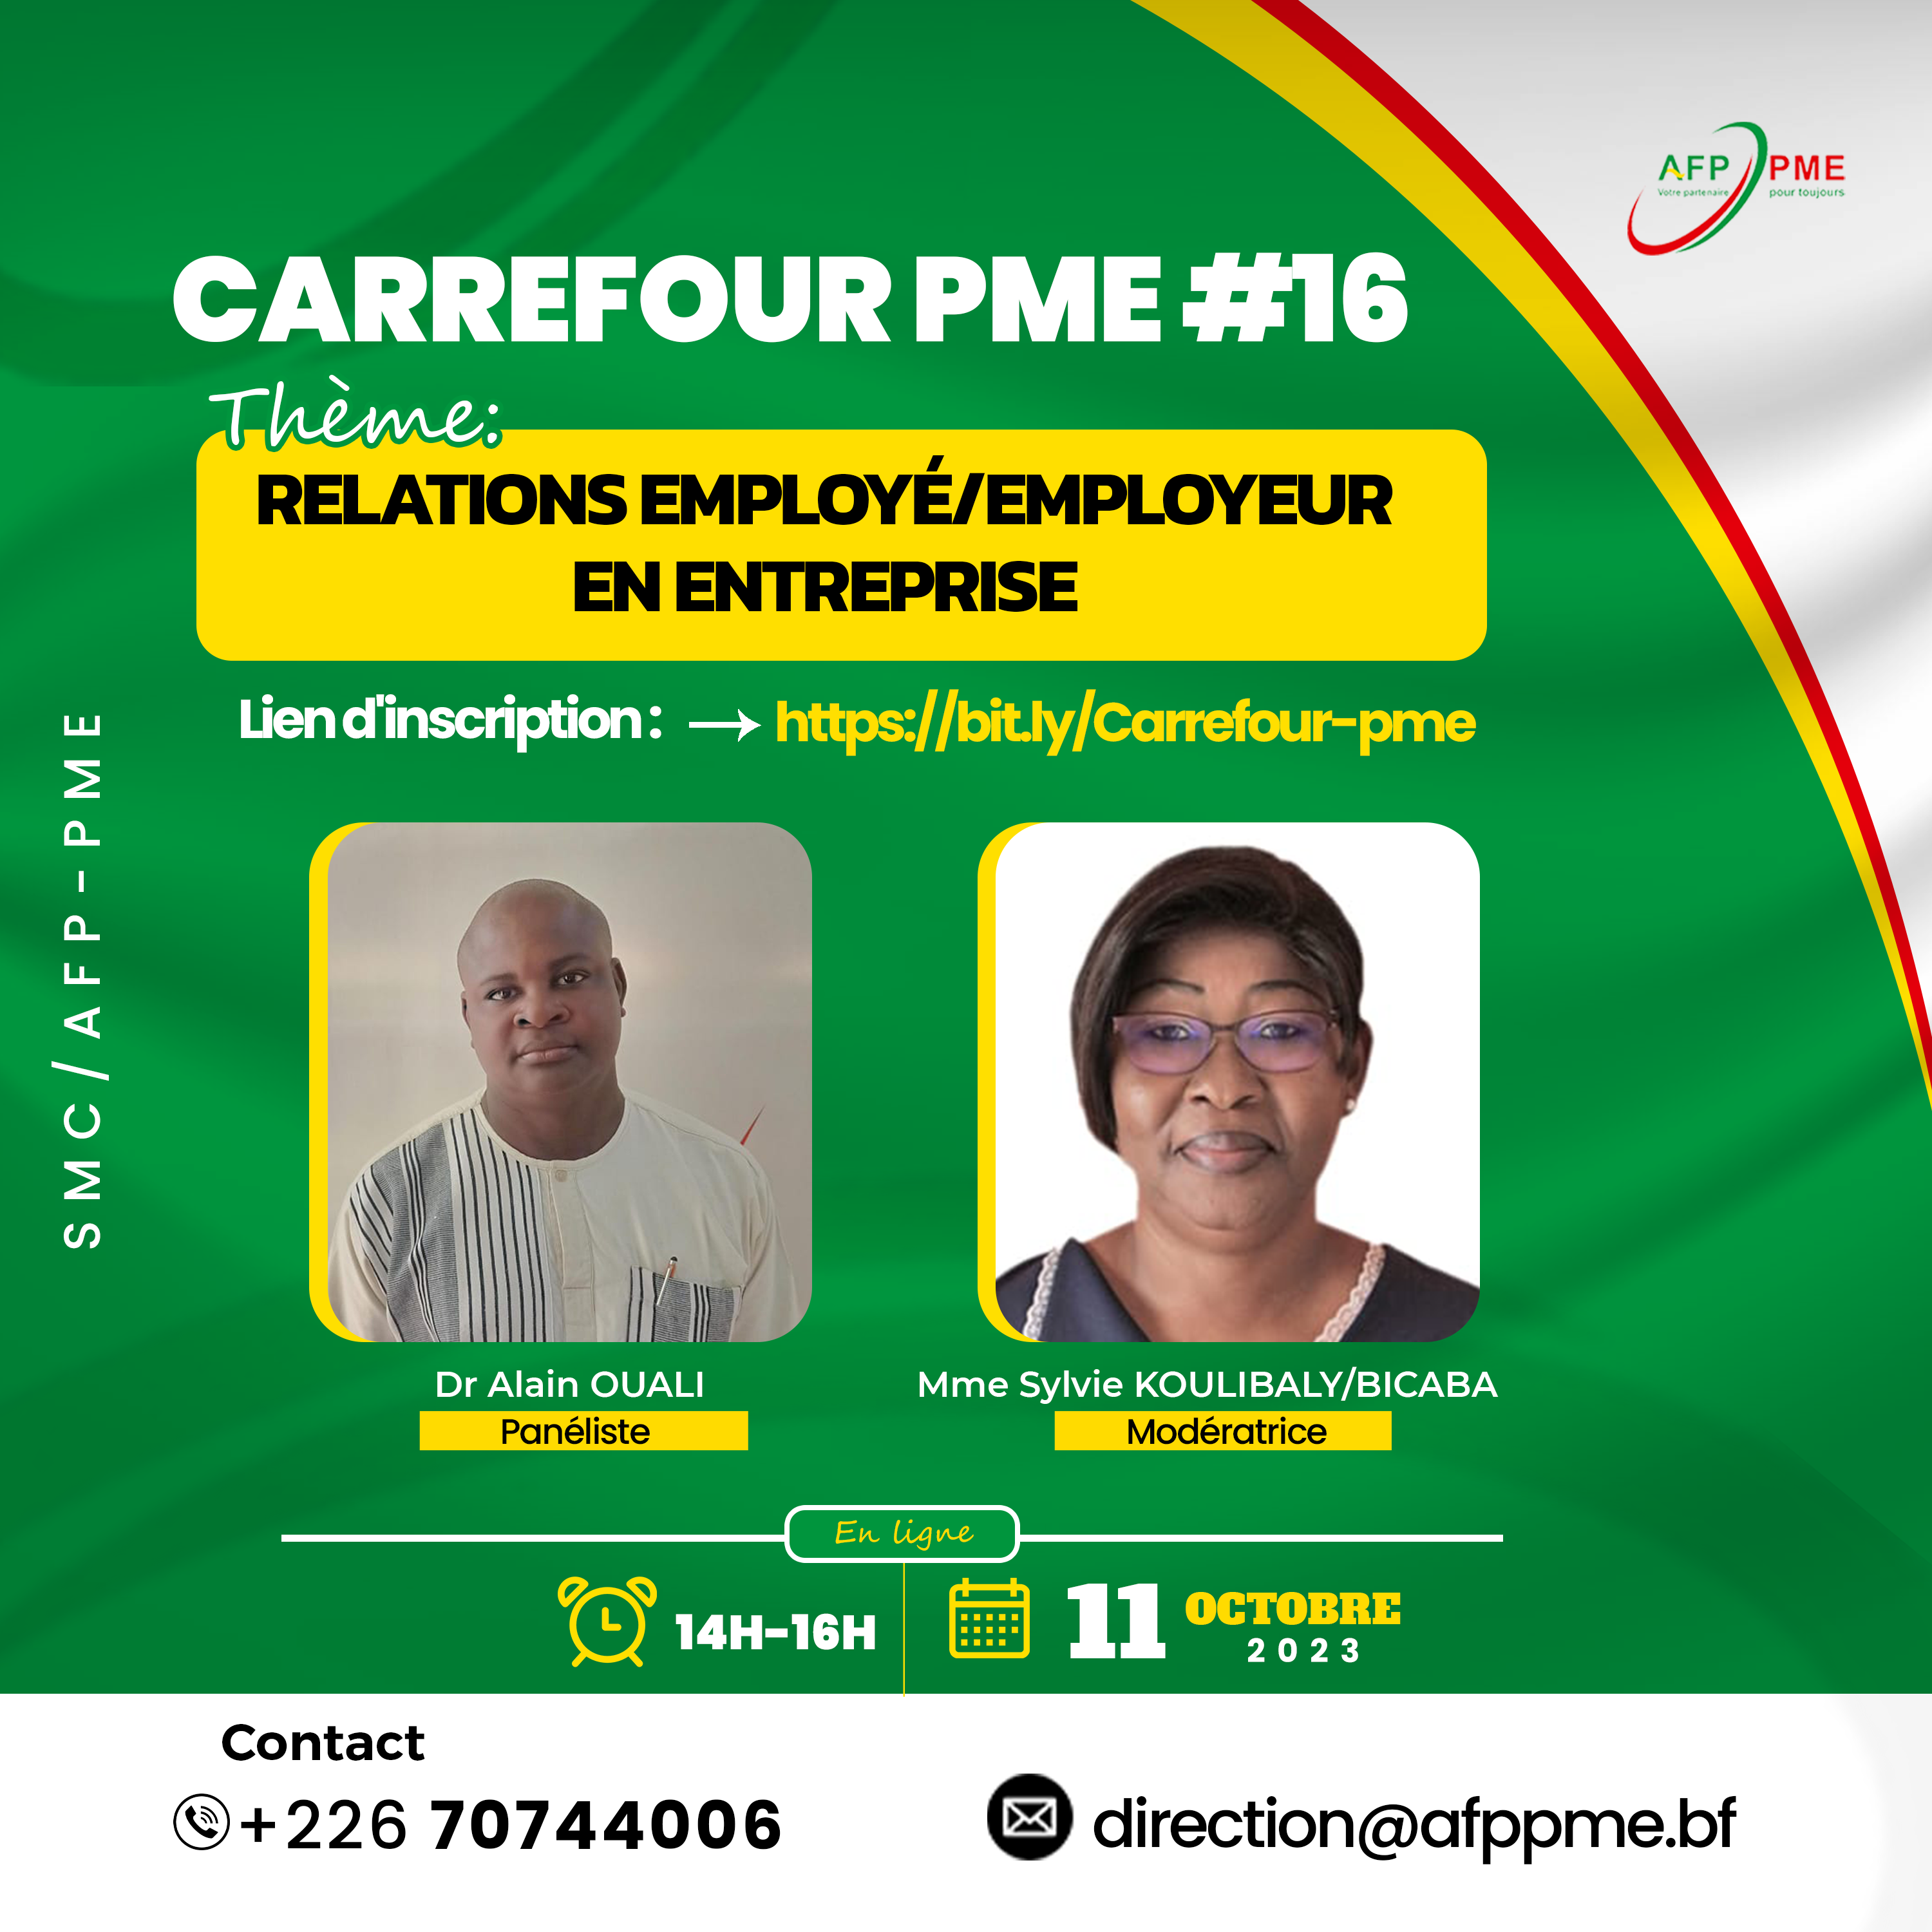 AFP PME
Votre partenaire pour toujours
CARREFOUR PME #16
Thème:
RELATIONS EMPLOYÉ/EMPLOYEUR
EN ENTREPRISE
Lien d'inscription : https://bit.ly/Carrefour-pme
SMC/AFP-PME
Dr Alain OUALI
Panéliste
Mme Sylvie KOULIBALY/BICABA
Modératrice
En ligne
14H-16H
11 OCTOBRE
2023
Contact
+226 70744006
direction@afppme.bf